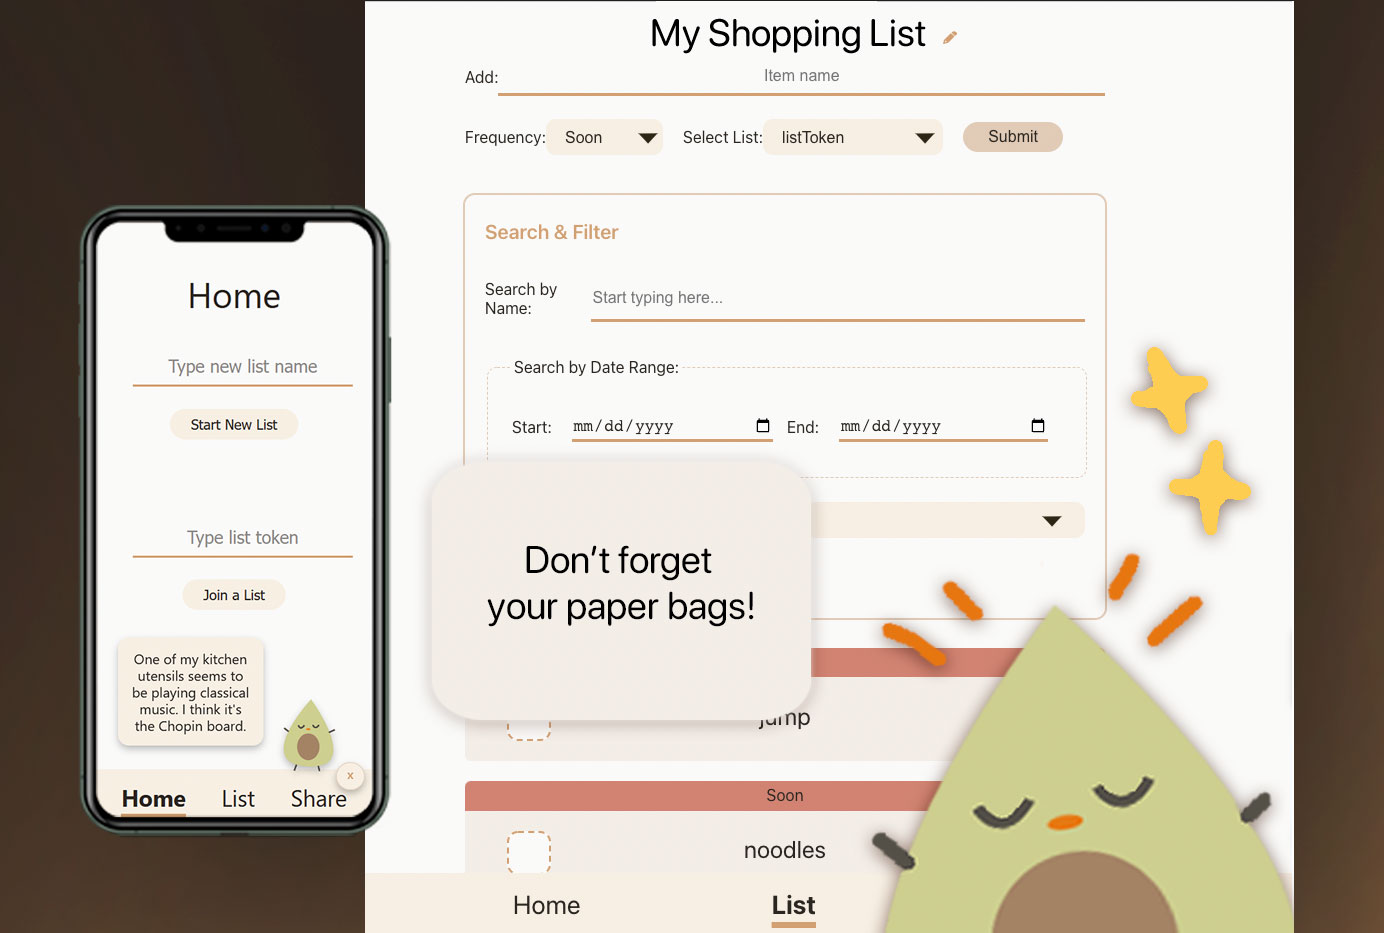 My Shopping List
Add:
Item name
Frequency:
Soon
Select List:
listToken
Submit
Search & Filter
Search by
Name:
Start typing here...
Search by Date Range:
Start:
mm/dd/yyyy
End:
mm/dd/yyyy
Don't forget
your paper bags!
jump
Soon
noodles
Home
List
Home
Type new list name
Start New List
Type list token
Join a List
One of my kitchen
utensils seems to
be playing classical
music. I think it's
the Chopin board.
x
Home
List
Share